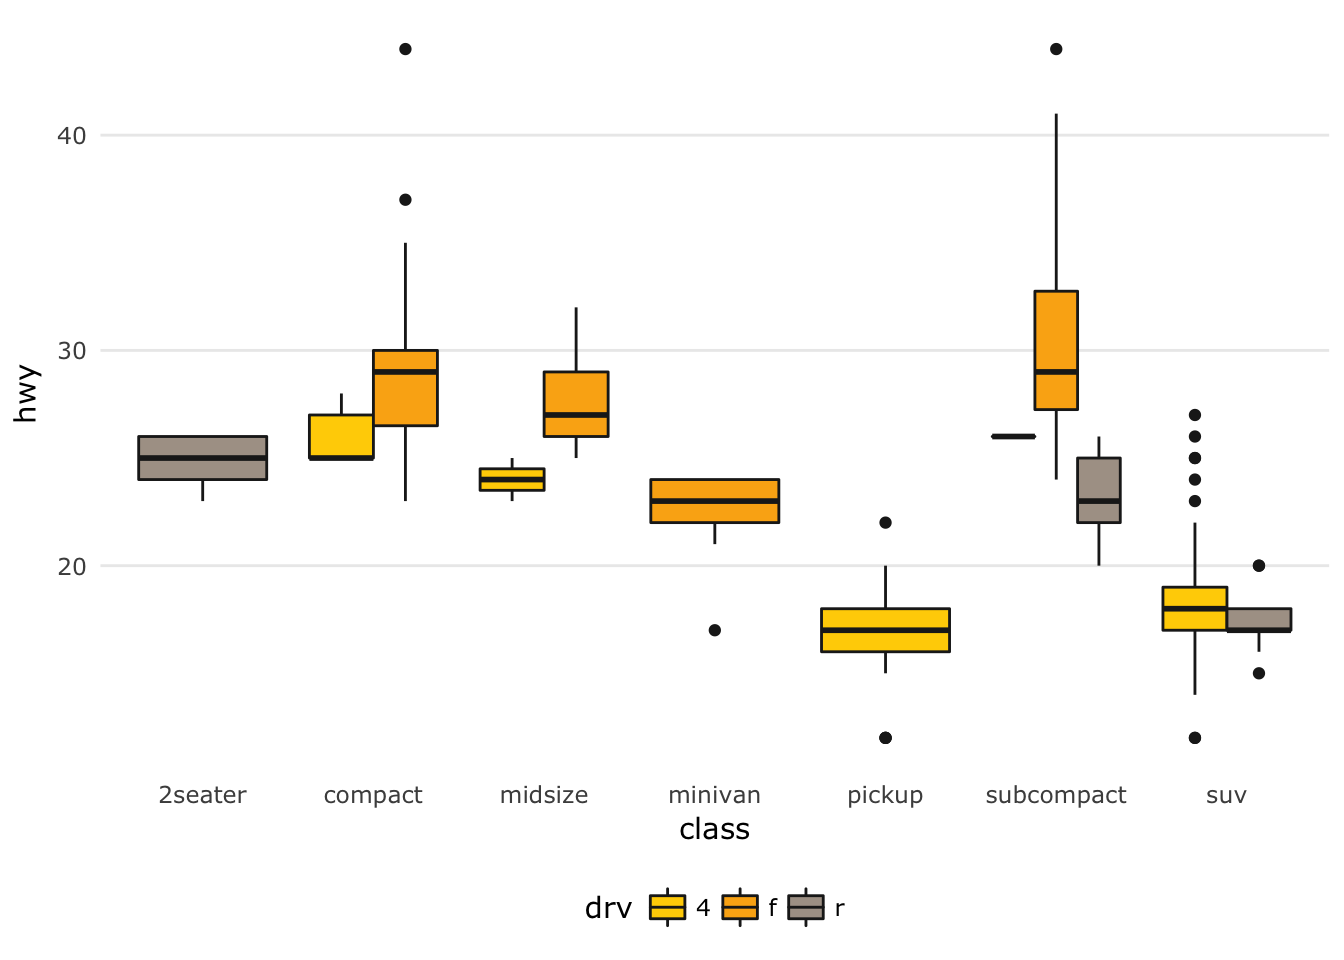 40
30
20
hwy
2seater compact midsize minivan pickup subcompact suv
class
drv 4 f r